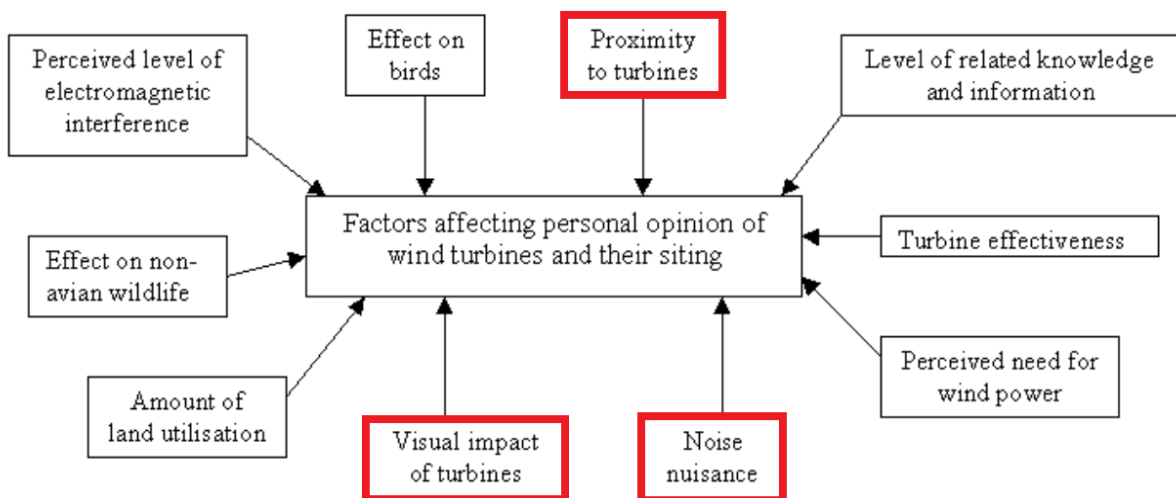 Perceived level of
electromagnetic
interference
Effect on
birds
Proximity
to turbines
Level of related knowledge
and information
Factors affecting personal opinion of
wind turbines and their siting
Effect on non-
avian wildlife
Turbine effectiveness
Amount of
land utilisation
Visual impact
of turbines
Noise
nuisance
Perceived need for
wind power